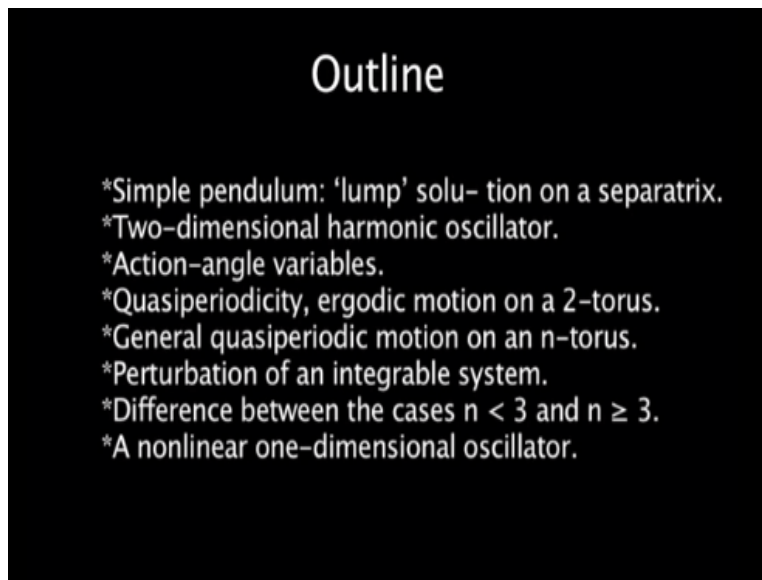 Outline
*Simple pendulum: ‘lump’ solu– tion on a separatrix.
*Two–dimensional harmonic oscillator.
*Action–angle variables.
*Quasiperiodicity, ergodic motion on a 2–torus.
*General quasiperiodic motion on an n–torus.
*Perturbation of an integrable system.
*Difference between the cases n < 3 and n ≥ 3.
*A nonlinear one–dimensional oscillator.